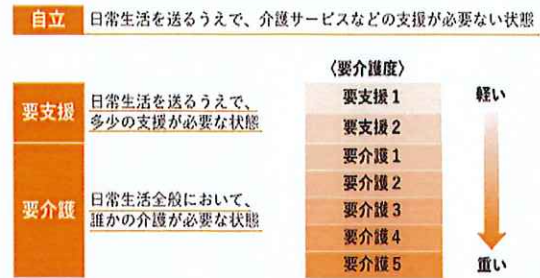 自立 日常生活を送るうえで、介護サービスなどの支援が必要ない状態
要支援
日常生活を送るうえで、
多少の支援が必要な状態
要介護
日常生活全般において、
誰かの介護が必要な状態
〈要介護度〉
要支援1
要支援2
要介護1
要介護2
要介護3
要介護4
要介護5
軽い
重い